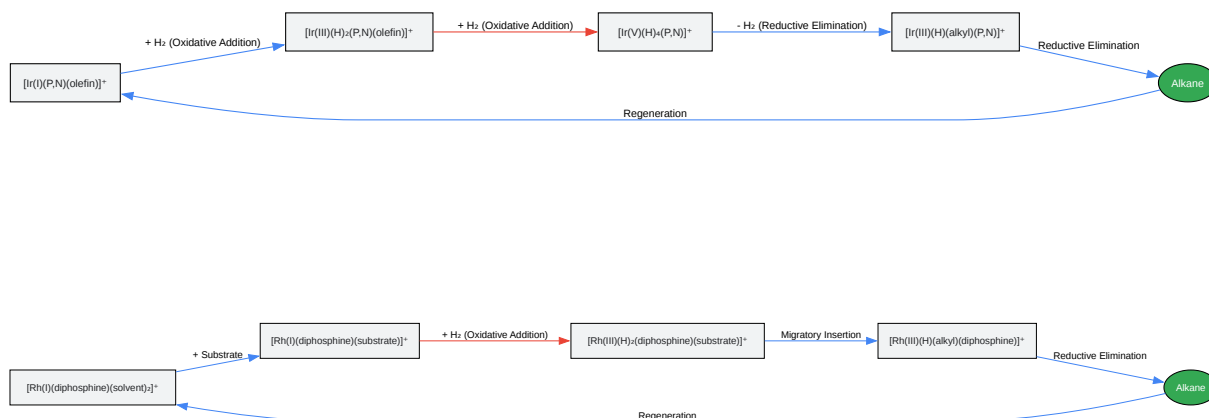 + H₂ (Oxidative Addition)
[Ir(III)(H)₂(P,N)(olefin)]⁺
+ H₂ (Oxidative Addition)
[Ir(V)(H)₄(P,N)]⁺
- H₂ (Reductive Elimination)
[Ir(III)(H)(alkyl)(P,N)]⁺
Reductive Elimination
[Ir(I)(P,N)(olefin)]⁺
Alkane
Regeneration
[Rh(I)(diphosphine)(substrate)]⁺
+ H₂ (Oxidative Addition)
[Rh(III)(H)₂(diphosphine)(substrate)]⁺
Migratory Insertion
[Rh(III)(H)(alkyl)(diphosphine)]⁺
+ Substrate
Reductive Elimination
[Rh(I)(diphosphine)(solvent)₂]⁺
Alkane
Regeneration